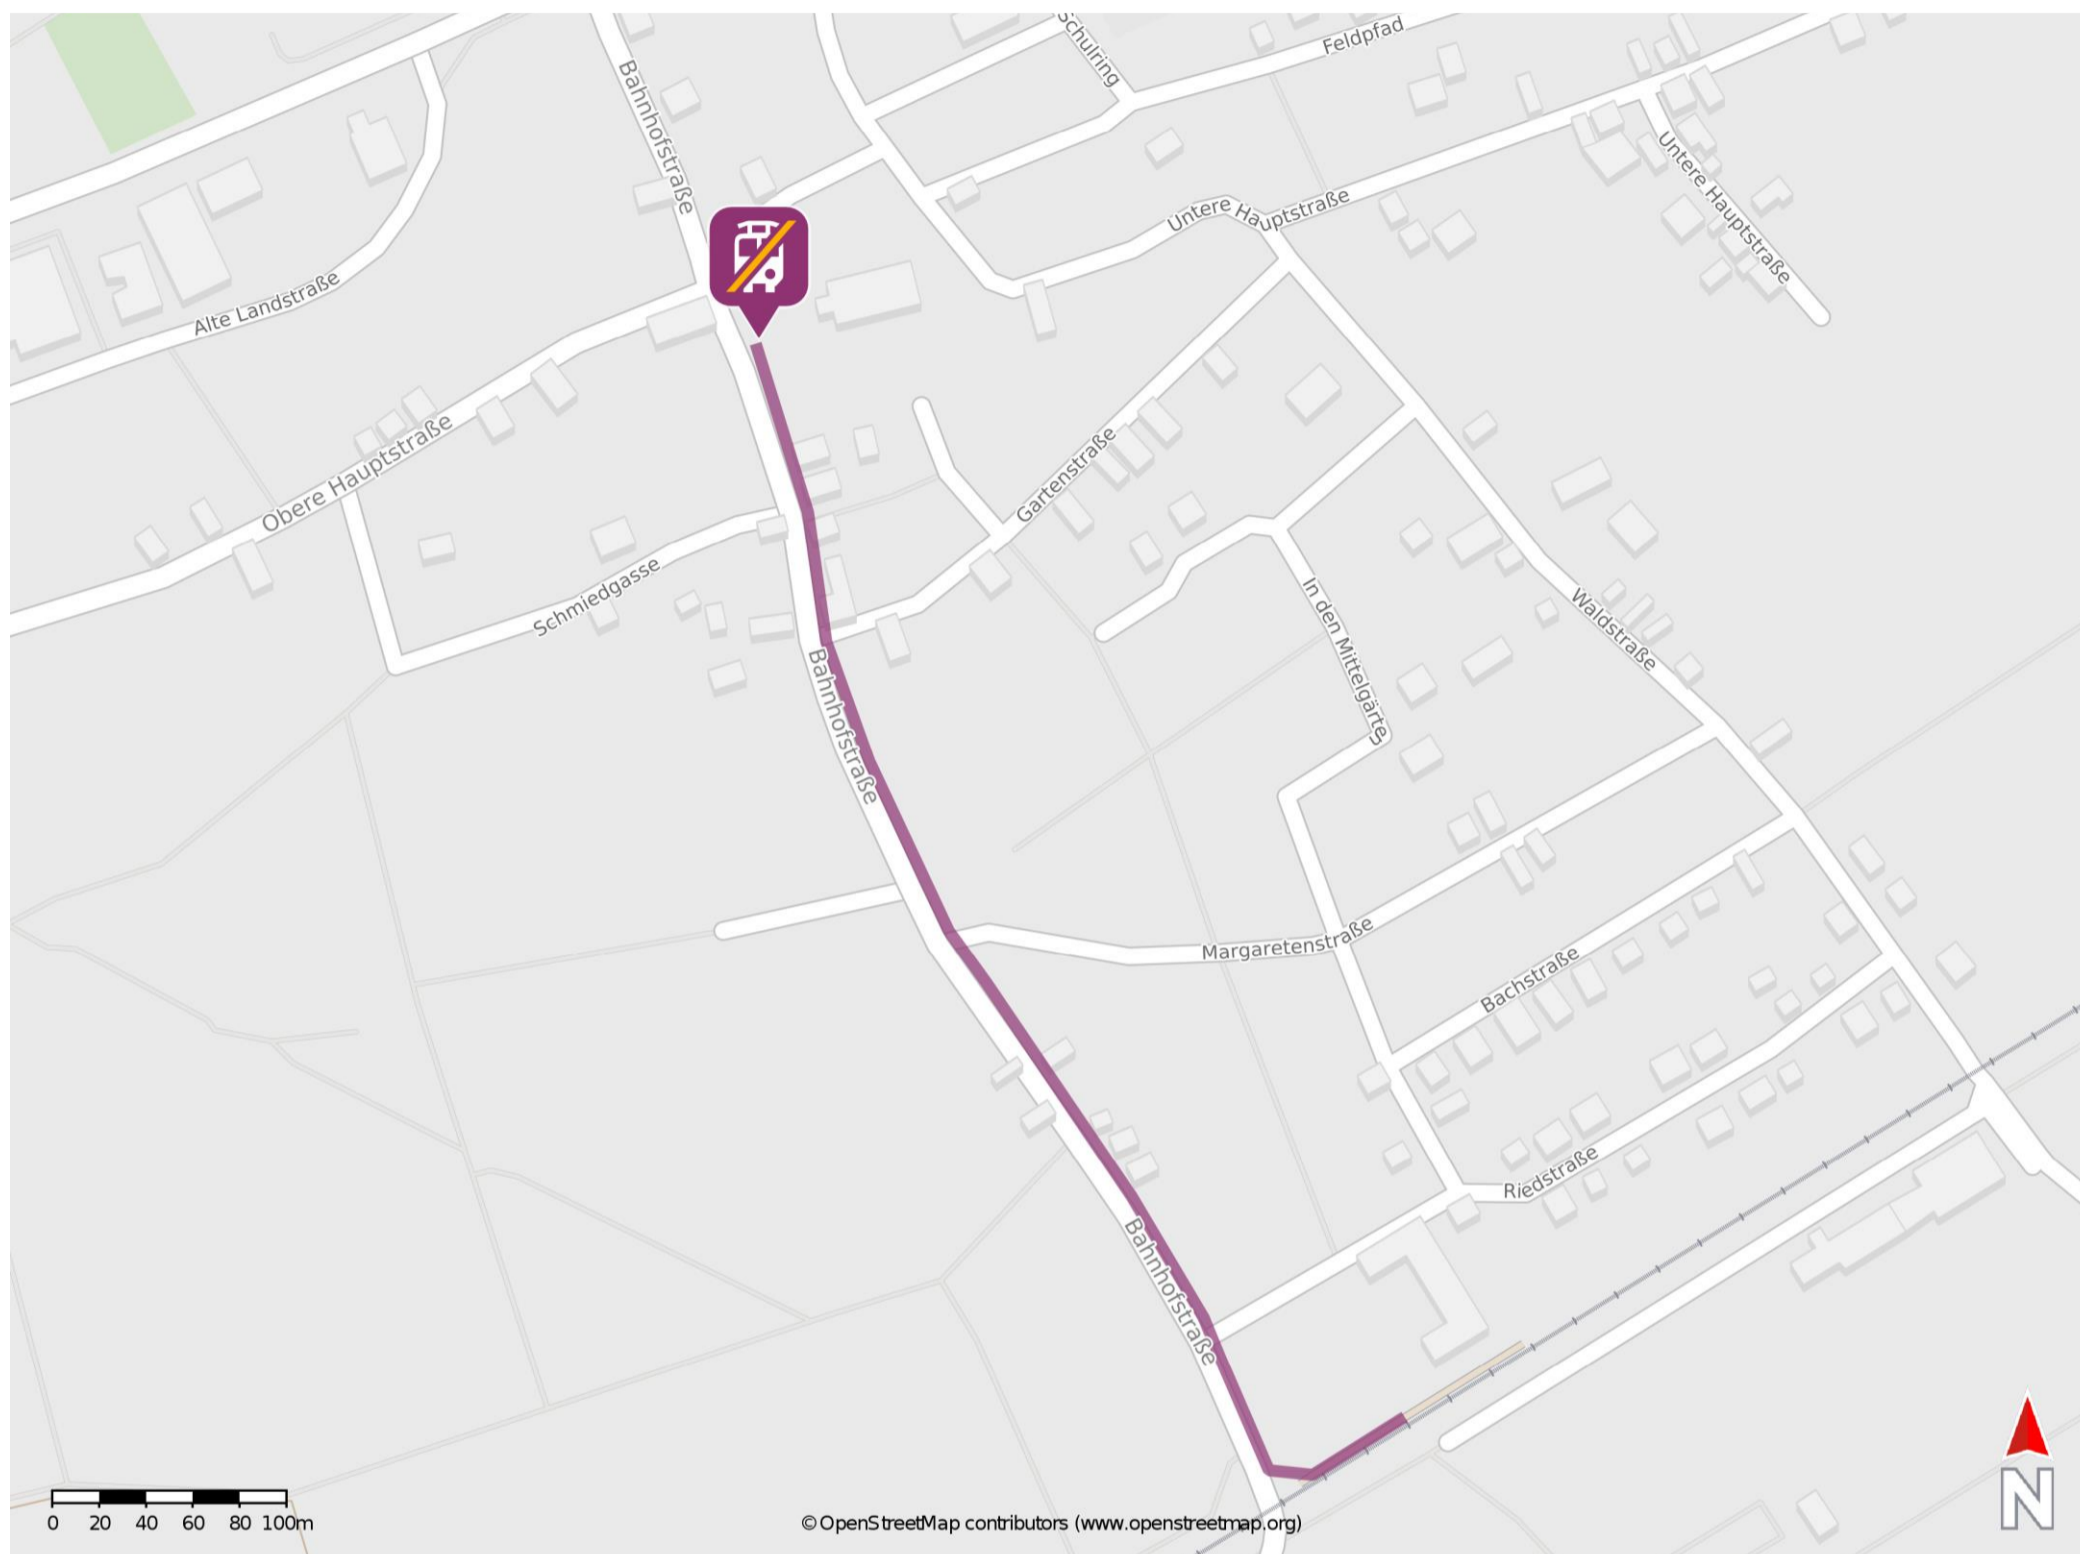 Schulring
Feldpfad
Bahnhofstraße
Untere Hauptstraße
Untere Hauptstraße
Alte Landstraße
Obere Hauptstraße
Gartenstraße
Schmiedgasse
In den Mittelgärten
Waldstraße
Bahnhofstraße
Margaretenstraße
Bachstraße
Riedstraße
Bahnhofstraße
N
0 20 40 60 80 100m
© OpenStreetMap contributors (www.openstreetmap.org)